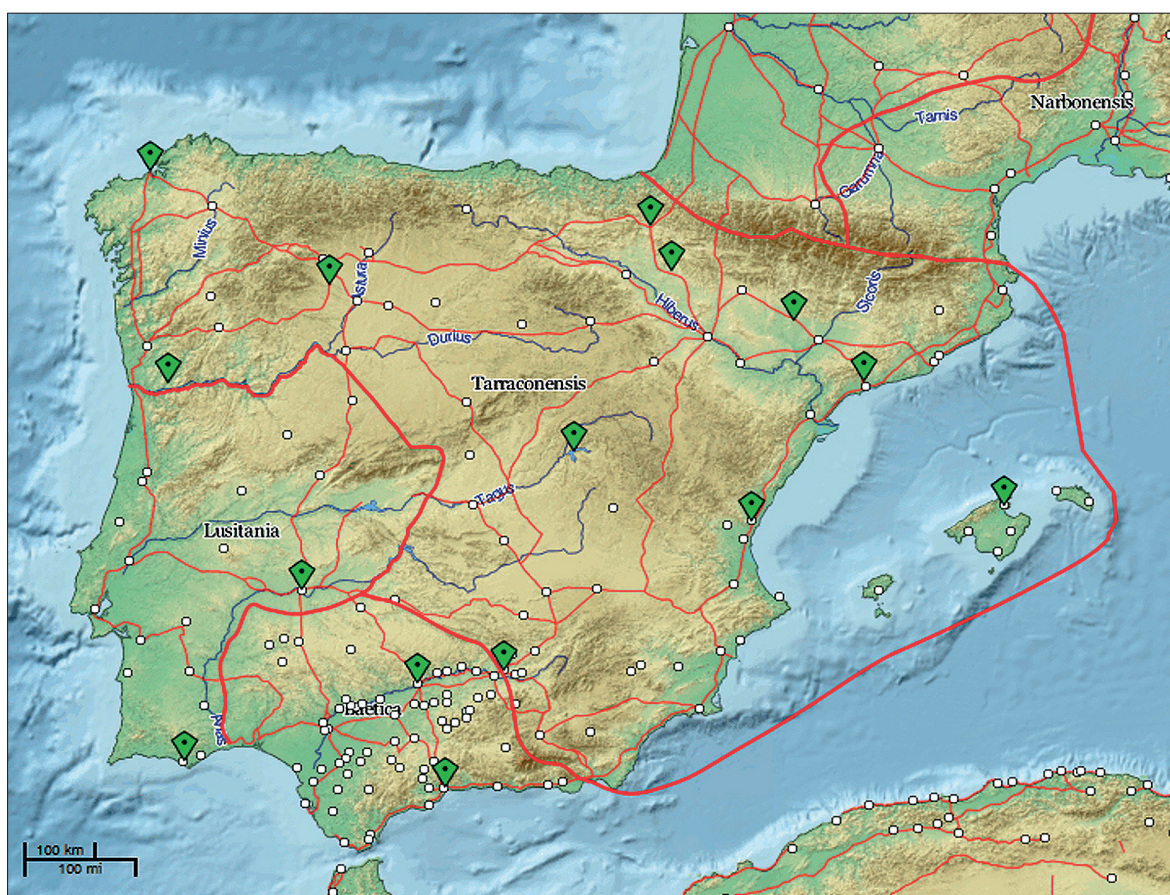 Narbonensis
Tarnis
Garumna
Minius
Astura
Sicoris
Hiberus
Durius
Tarraconensis
Tagus
Lusitania
Baetica
Anas
100 km
100 mi